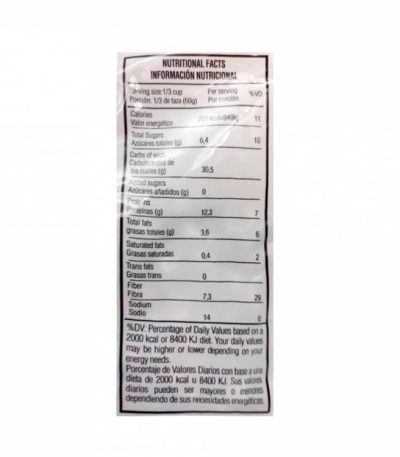 NUTRITIONAL FACTS
INFORMACIÓN NUTRICIONAL
Serving size:1/3 cup Per serving %VD
Porción: 1/3 de taza (60g) Por porción
Calories
Valor energético 11
Total Sugars
Azúcares totales (g) 6,4 10
Carbs of wich
Carbohidratos de
los cuales (g) 30,5
Added sugars
Azúcares añadidos (g) 0
Proteins
Proteínas (g) 12,3 7
Total fats
grasas totales (g) 3,6 6
Saturated fats
Grasas saturadas 0,4 2
Trans fats
Grasas trans 0
Fiber
Fibra 7,3 29
Sodium
Sodio 14 0
%DV: Percentage of Daily Values based on a
2000 kcal or 8400 KJ diet. Your daily values
may be higher or lower depending on your
energy needs.
Porcentaje de Valores Diarios con base a una
dieta de 2000 kcal u 8400 KJ. Sus valores
diarios pueden ser mayores o menores
dependiendo de sus necesidades energéticas.